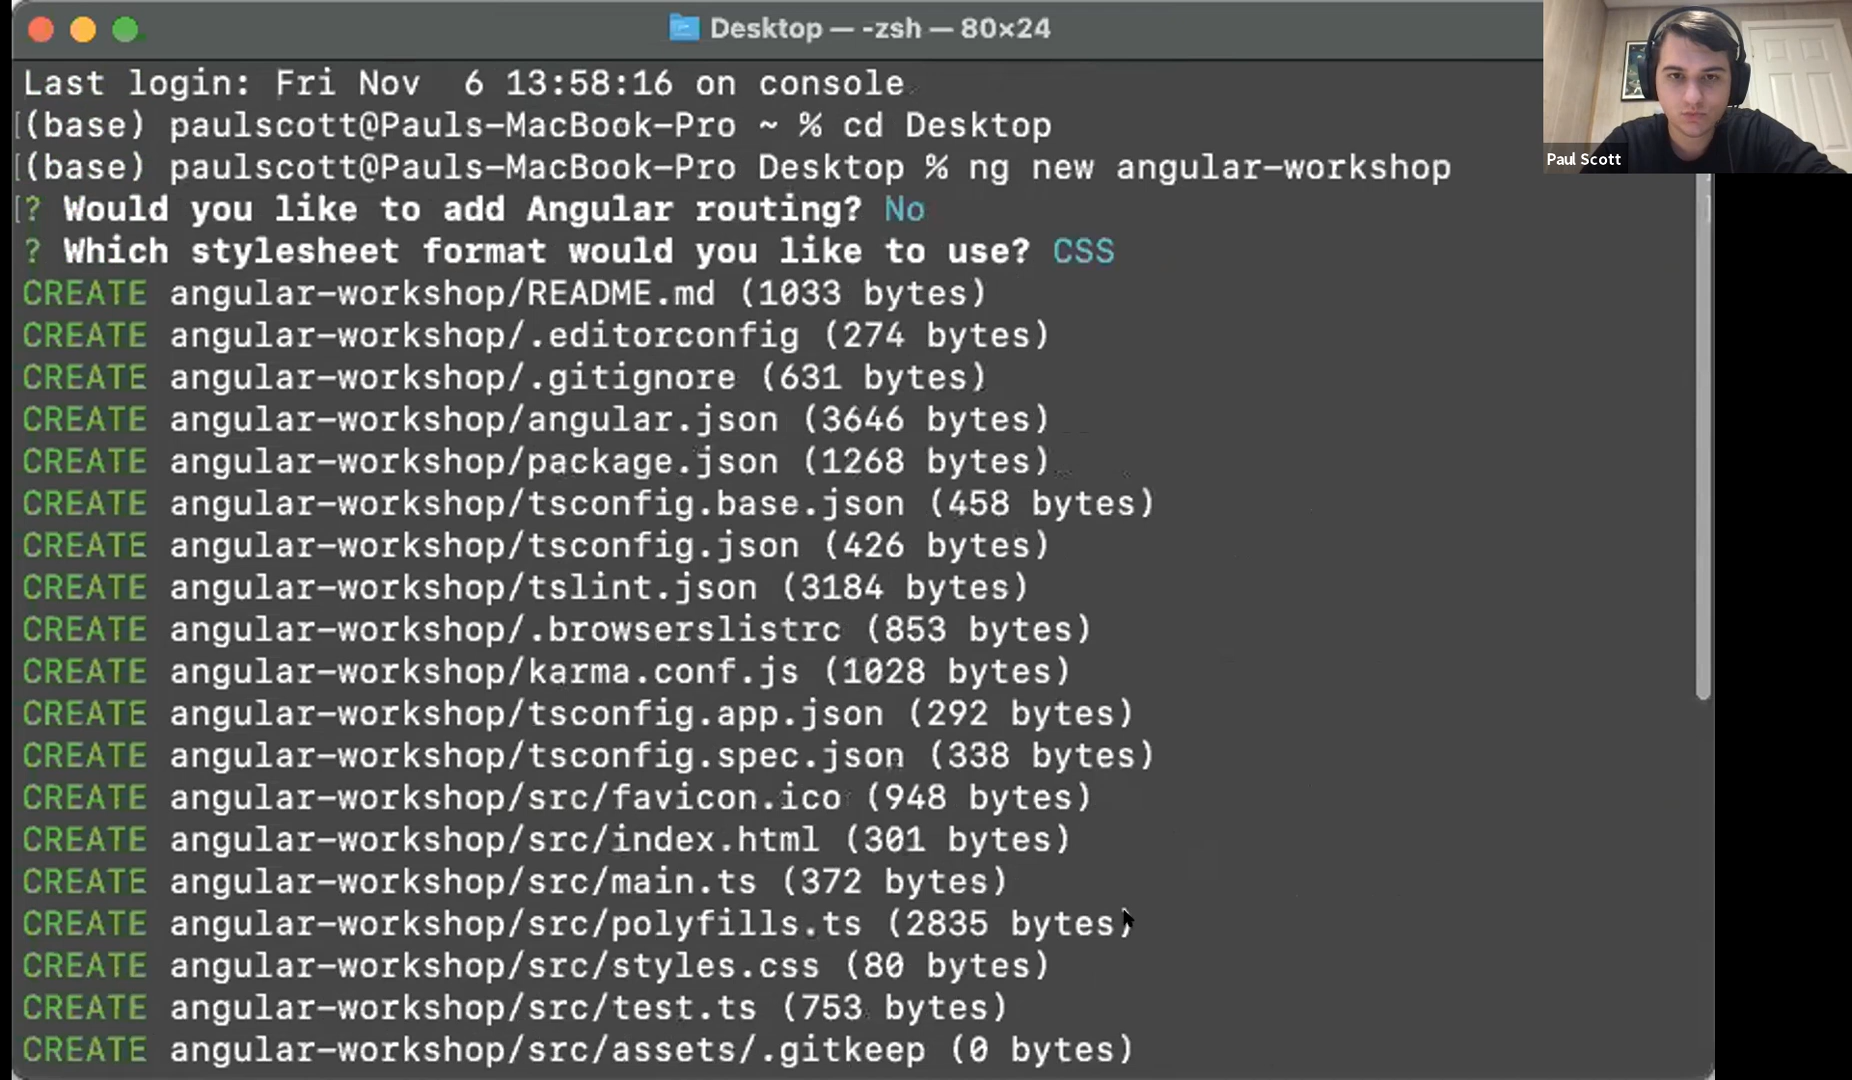 Desktop — -zsh — 80×24
Last login: Fri Nov  6 13:58:16 on console
(base) paulscott@Pauls-MacBook-Pro ~ % cd Desktop
(base) paulscott@Pauls-MacBook-Pro Desktop % ng new angular-workshop
? Would you like to add Angular routing? No
? Which stylesheet format would you like to use? CSS
CREATE angular-workshop/README.md (1033 bytes)
CREATE angular-workshop/.editorconfig (274 bytes)
CREATE angular-workshop/.gitignore (631 bytes)
CREATE angular-workshop/angular.json (3646 bytes)
CREATE angular-workshop/package.json (1268 bytes)
CREATE angular-workshop/tsconfig.base.json (458 bytes)
CREATE angular-workshop/tsconfig.json (426 bytes)
CREATE angular-workshop/tslint.json (3184 bytes)
CREATE angular-workshop/.browserslistrc (853 bytes)
CREATE angular-workshop/karma.conf.js (1028 bytes)
CREATE angular-workshop/tsconfig.app.json (292 bytes)
CREATE angular-workshop/tsconfig.spec.json (338 bytes)
CREATE angular-workshop/src/favicon.ico (948 bytes)
CREATE angular-workshop/src/index.html (301 bytes)
CREATE angular-workshop/src/main.ts (372 bytes)
CREATE angular-workshop/src/polyfills.ts (2835 bytes)
CREATE angular-workshop/src/styles.css (80 bytes)
CREATE angular-workshop/src/test.ts (753 bytes)
CREATE angular-workshop/src/assets/.gitkeep (0 bytes)
Paul Scott